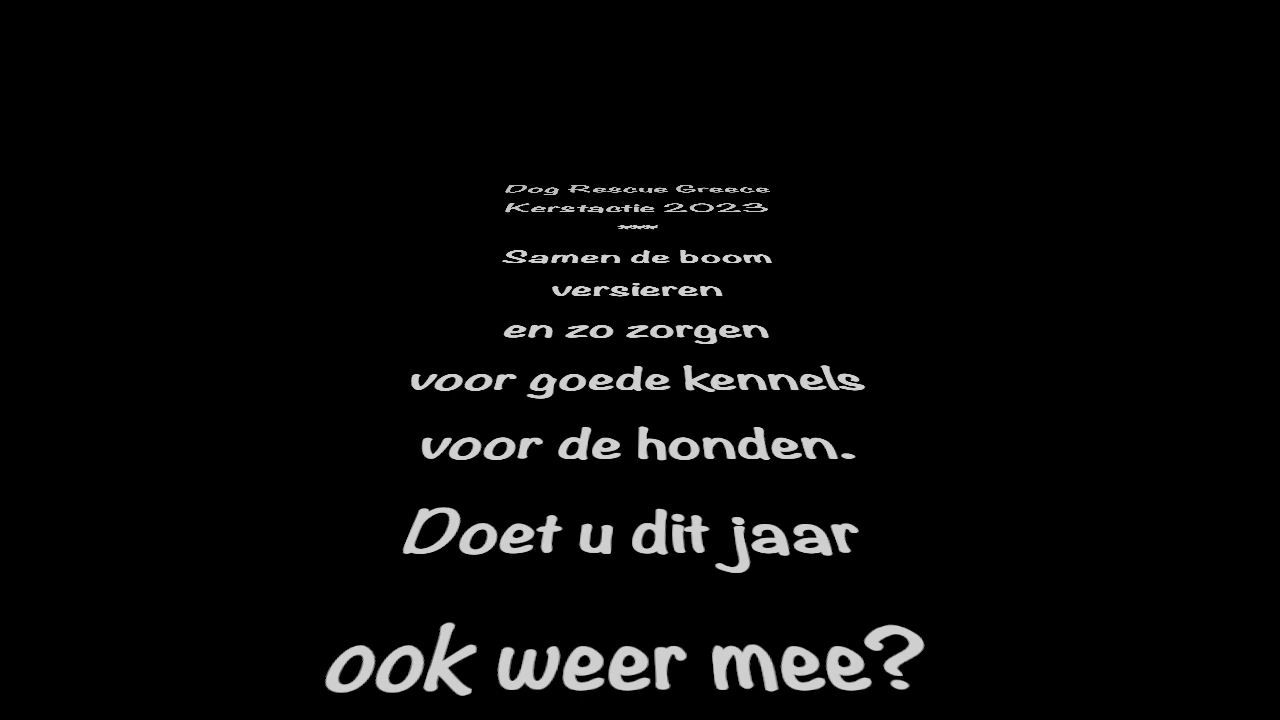 Dog Rescue Greece
Kerstactie 2023
~~~
Samen de boom
versieren
en zo zorgen
voor goede kennels
voor de honden.
Doet u dit jaar
ook weer mee?